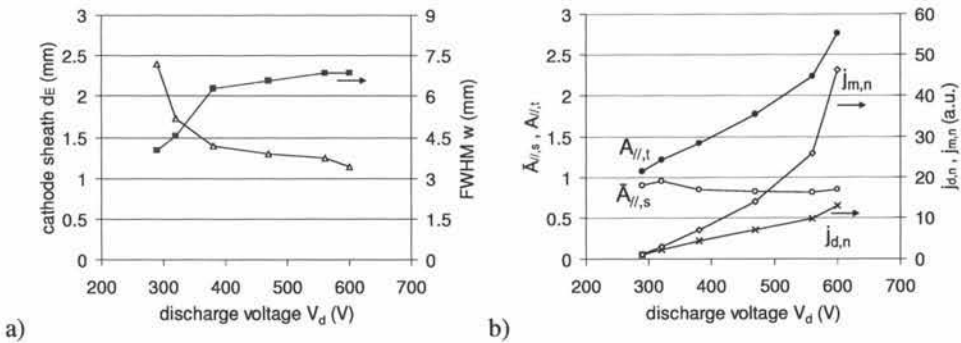 3
2.5
2
1.5
1
0.5
0
9
7.5
6
4.5
3
1.5
0
200 300 400 500 600 700
cathode sheath dE (mm)
FWHM w (mm)
discharge voltage Vd (V)
a)
3
2.5
2
1.5
1
0.5
0
60
50
40
30
20
10
0
200 300 400 500 600 700
Ā//,s , A//,t
jd,n , jm,n (a.u.)
A//,t
Ā//,s
jm,n
jd,n
discharge voltage Vd (V)
b)